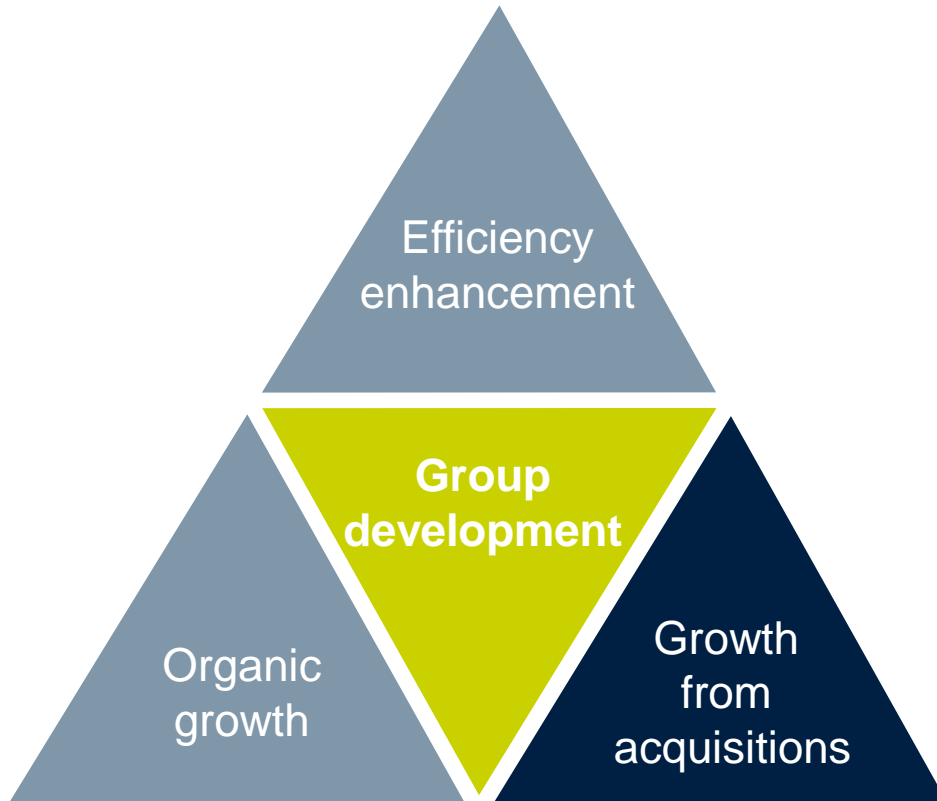 Efficiency
enhancement
Group
development
Organic
growth
Growth
from
acquisitions